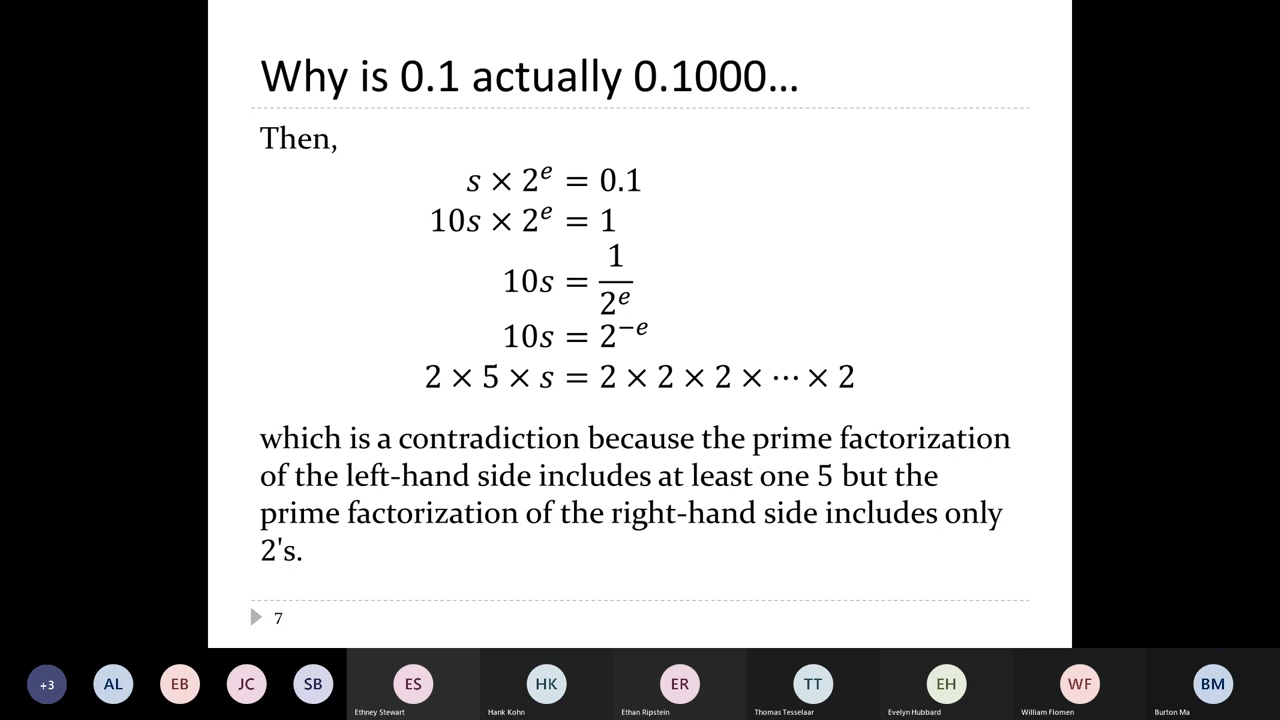 Why is 0.1 actually 0.1000…
Then,
s × 2^e = 0.1
10s × 2^e = 1
10s = 1/2^e
10s = 2^−e
2 × 5 × s = 2 × 2 × 2 × ⋯ × 2
which is a contradiction because the prime factorization
of the left-hand side includes at least one 5 but the
prime factorization of the right-hand side includes only
2's.
7
+3 AL EB JC SB ES HK ER TT EH WF BM
Ethney Stewart Hank Kohn Ethan Ripstein Thomas Tesselaar Evelyn Hubbard William Flomen Burton Ma